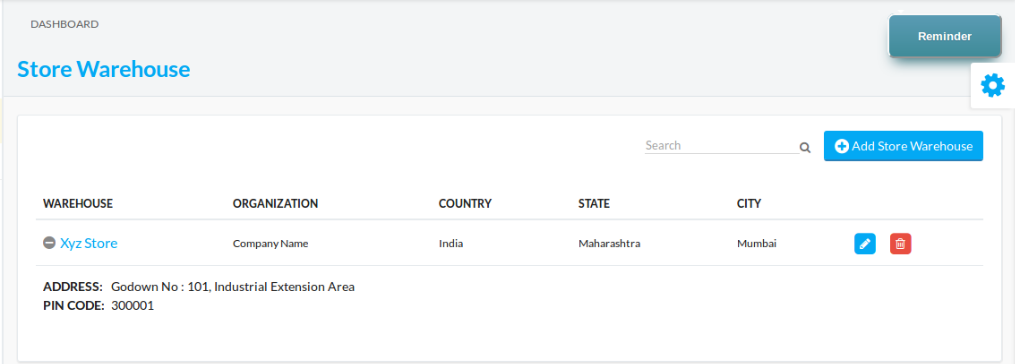 DASHBOARD
Reminder
Store Warehouse
Search
Add Store Warehouse
WAREHOUSE ORGANIZATION COUNTRY STATE CITY
Xyz Store Company Name India Maharashtra Mumbai
ADDRESS: Godown No : 101, Industrial Extension Area
PIN CODE: 300001